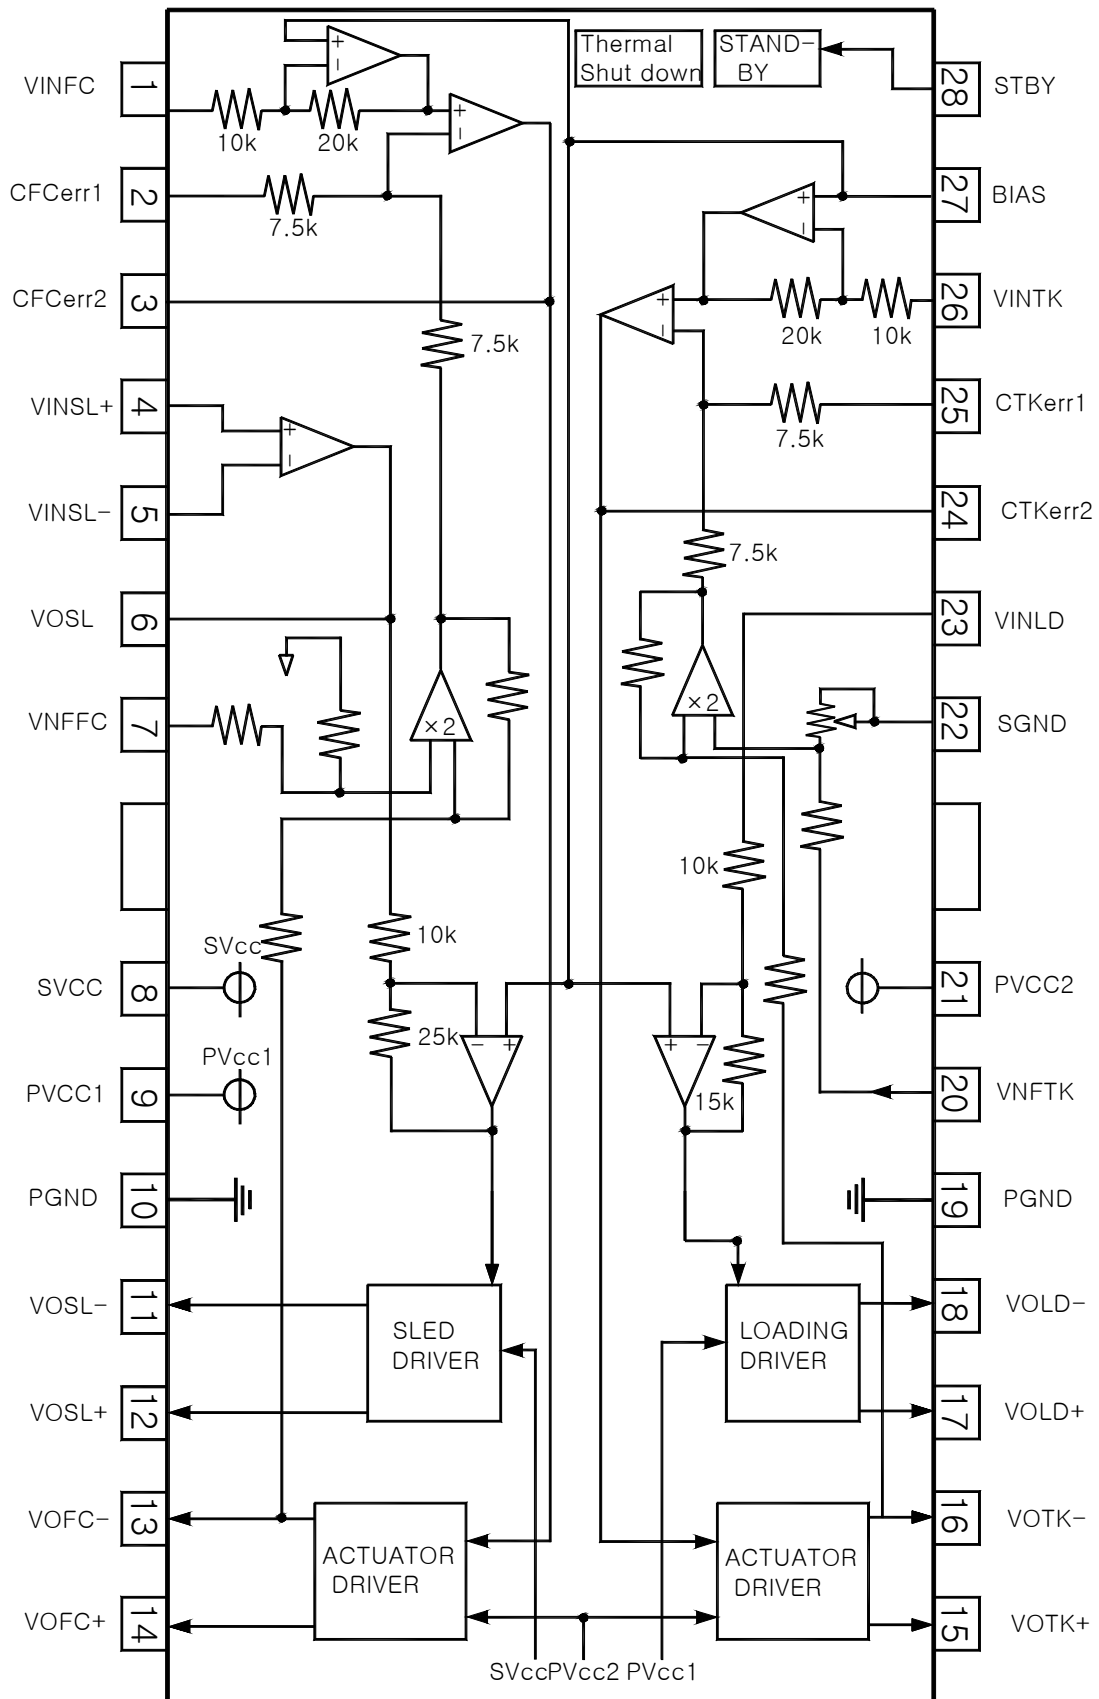 Thermal
Shut down
STAND-
BY
VINFC
1
28
STBY
+
−
10k
20k
+
−
CFCerr1
2
7.5k
27
BIAS
+
−
CFCerr2
3
26
VINTK
+
−
20k
10k
7.5k
VINSL+
4
25
CTKerr1
+
−
7.5k
VINSL-
5
24
CTKerr2
7.5k
VOSL
6
23
VINLD
VNFFC
7
×2
×2
22
SGND
10k
SVcc
10k
SVCC
8
21
PVCC2
25k
−
+
+
−
PVcc1
PVCC1
9
15k
20
VNFTK
PGND
10
19
PGND
VOSL-
11
18
VOLD-
SLED
DRIVER
LOADING
DRIVER
VOSL+
12
17
VOLD+
VOFC-
13
16
VOTK-
ACTUATOR
DRIVER
ACTUATOR
DRIVER
VOFC+
14
15
VOTK+
SVcc
PVcc2
PVcc1